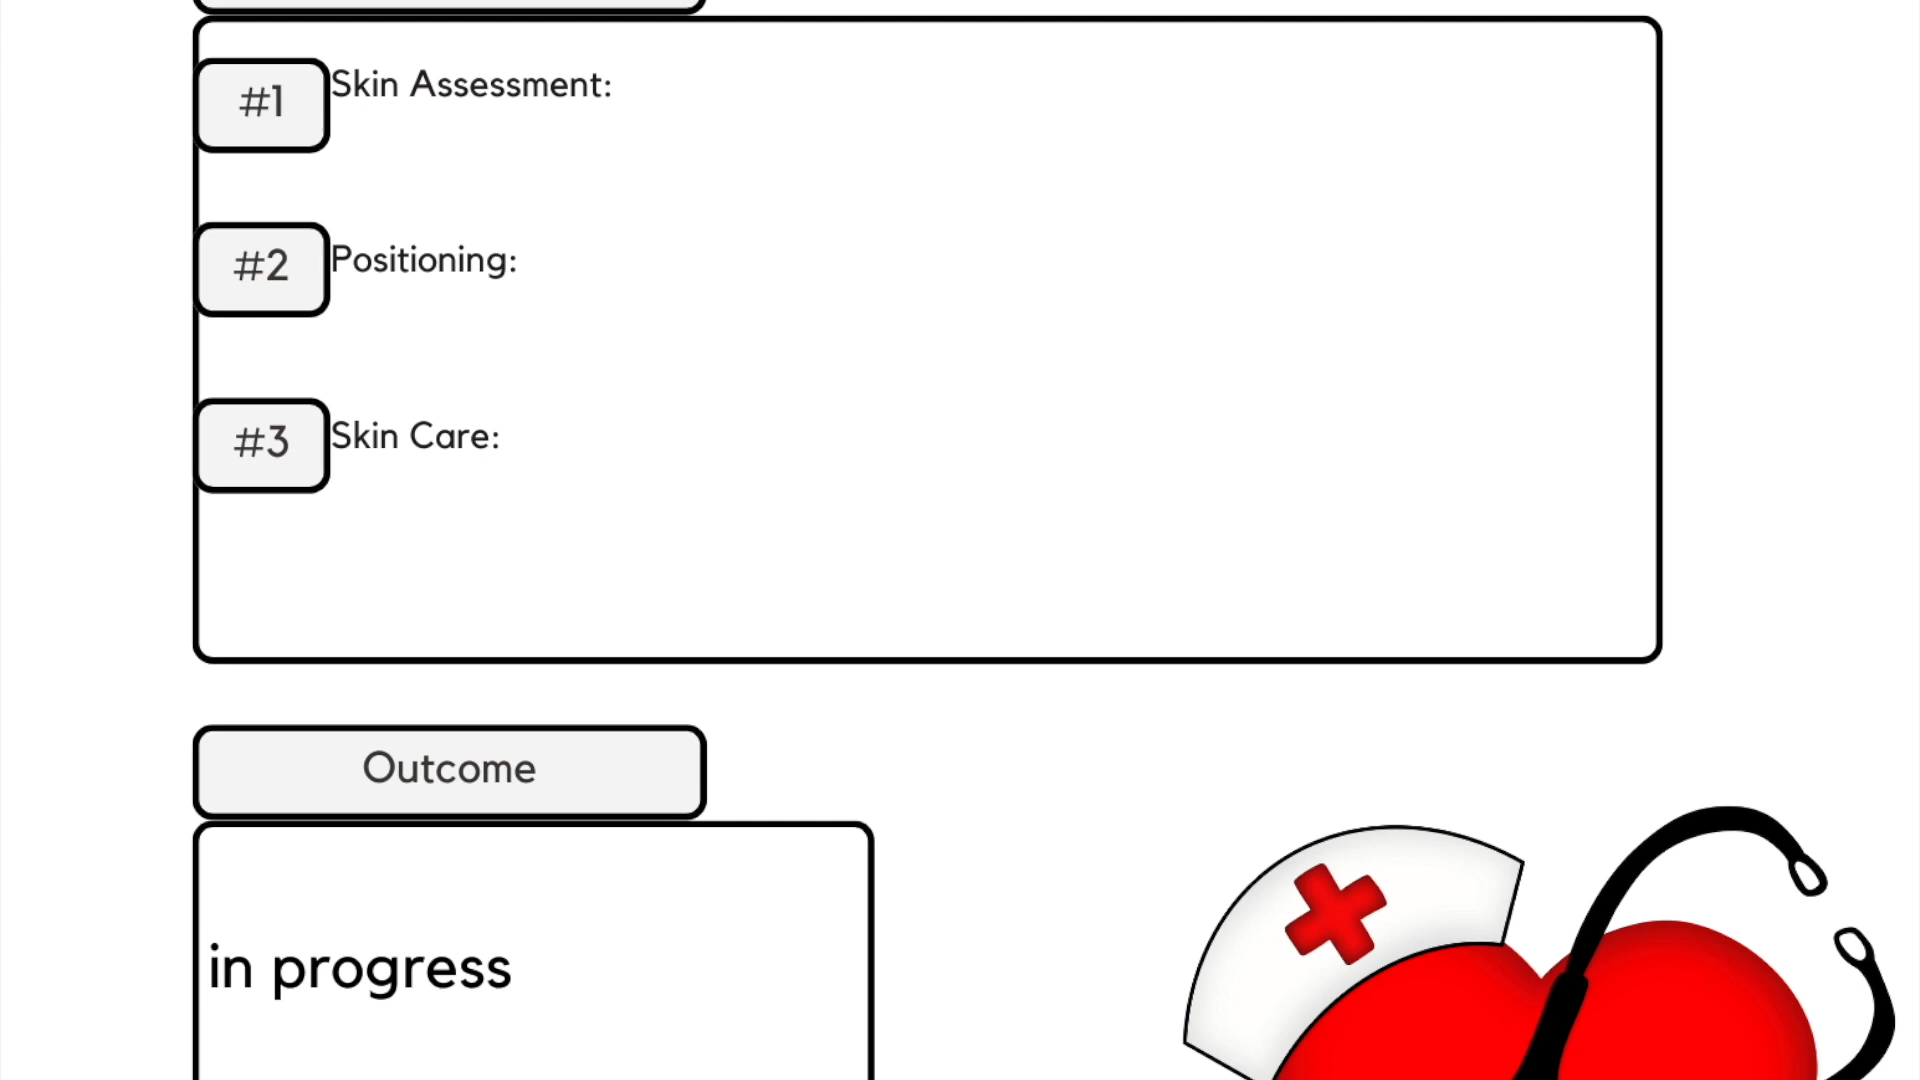 #1
Skin Assessment:
#2
Positioning:
#3
Skin Care:
Outcome
in progress